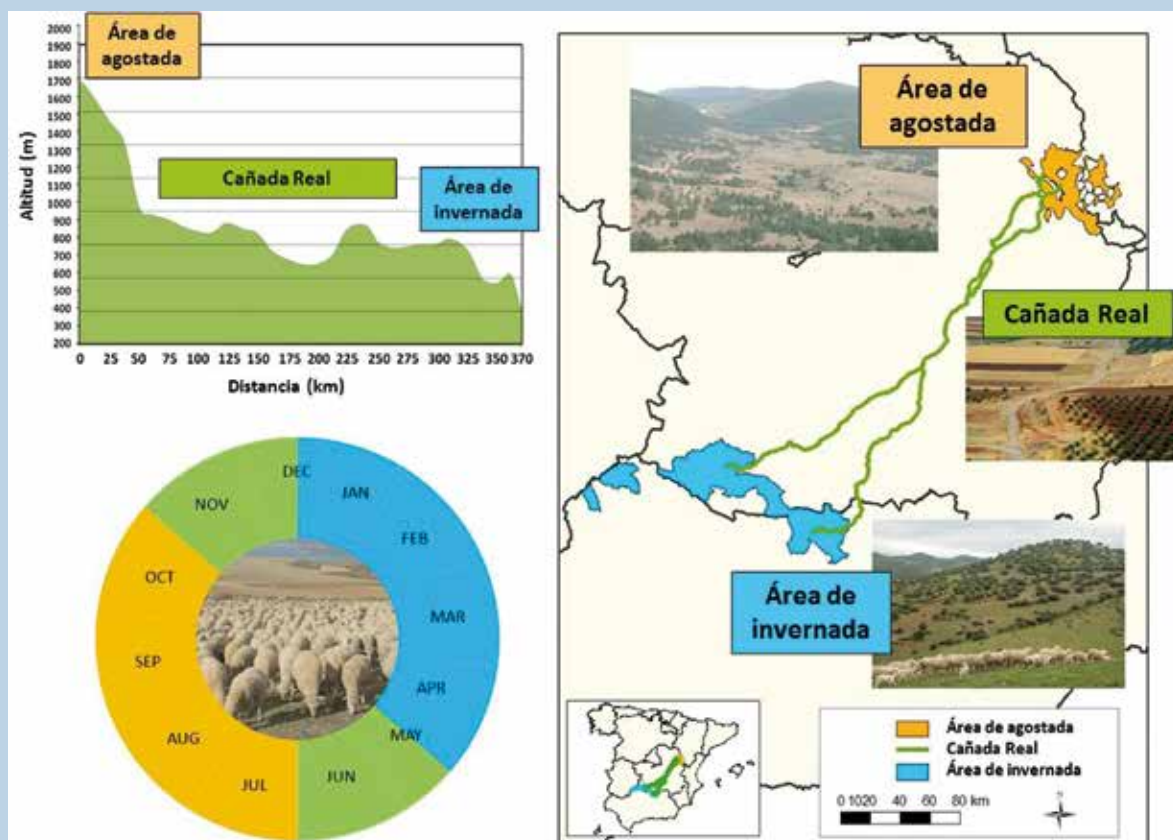 2000
1900
1800
1700
1600
1500
1400
1300
1200
1100
1000
900
800
700
600
500
400
300
200
Altitud (m)
Área de
agostada
Cañada Real
Área de
invernada
0 25 50 75 100 125 150 175 200 225 250 275 300 325 350 370
Distancia (km)
DEC
JAN
FEB
MAR
APR
MAY
JUN
JUL
AUG
SEP
OCT
NOV
Área de
agostada
Cañada Real
Área de
invernada
Área de agostada
Cañada Real
Área de invernada
0 10 20 40 60 80 km